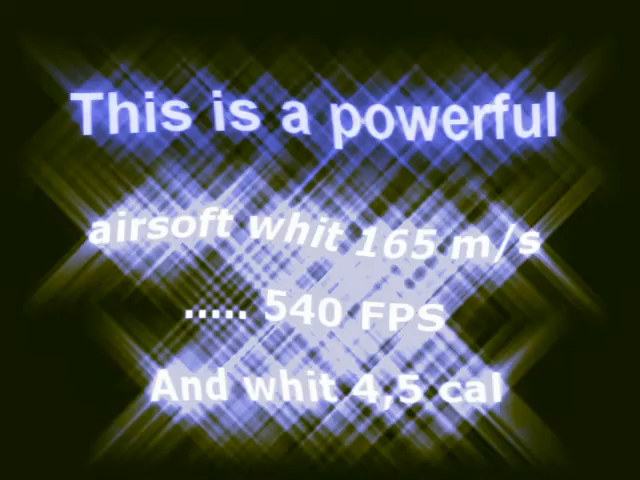 This is a powerful
airsoft whit 165 m/s
..... 540 FPS
And whit 4,5 cal